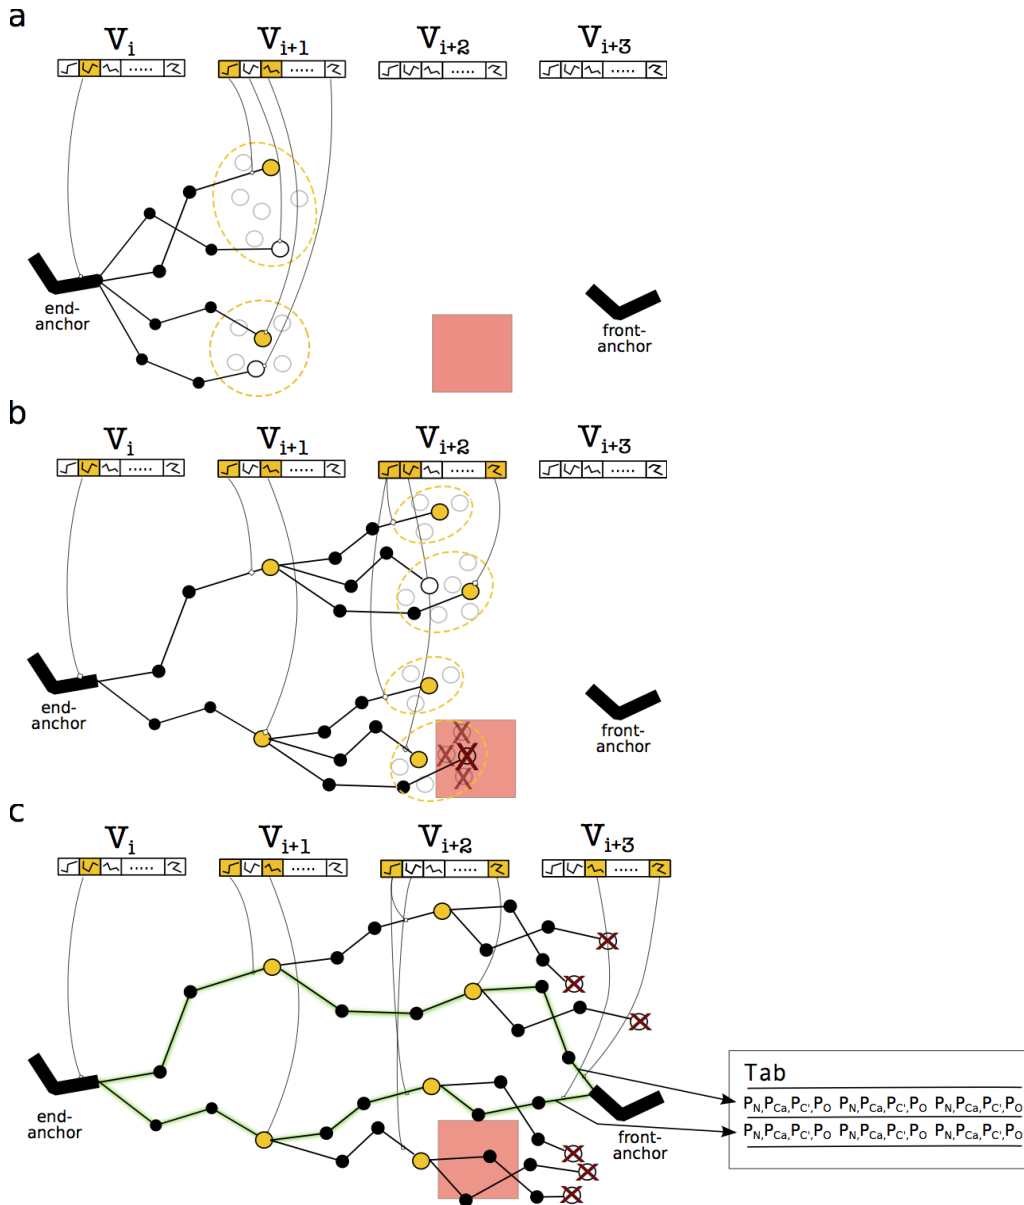 a
Vi Vi+1 Vi+2 Vi+3
..... ..... ..... .....
end-
anchor
front-
anchor
b
Vi Vi+1 Vi+2 Vi+3
..... ..... ..... .....
end-
anchor
front-
anchor
c
Vi Vi+1 Vi+2 Vi+3
..... ..... ..... .....
Tab
PN,PCa,PC',PO PN,PCa,PC',PO PN,PCa,PC',PO
PN,PCa,PC',PO PN,PCa,PC',PO PN,PCa,PC',PO
end-
anchor
front-
anchor